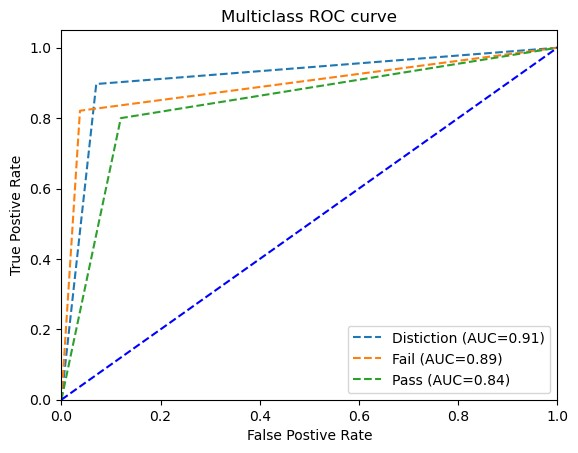 Multiclass ROC curve
True Postive Rate
1.0
0.8
0.6
0.4
0.2
0.0
Distiction (AUC=0.91)
Fail (AUC=0.89)
Pass (AUC=0.84)
0.0 0.2 0.4 0.6 0.8 1.0
False Postive Rate